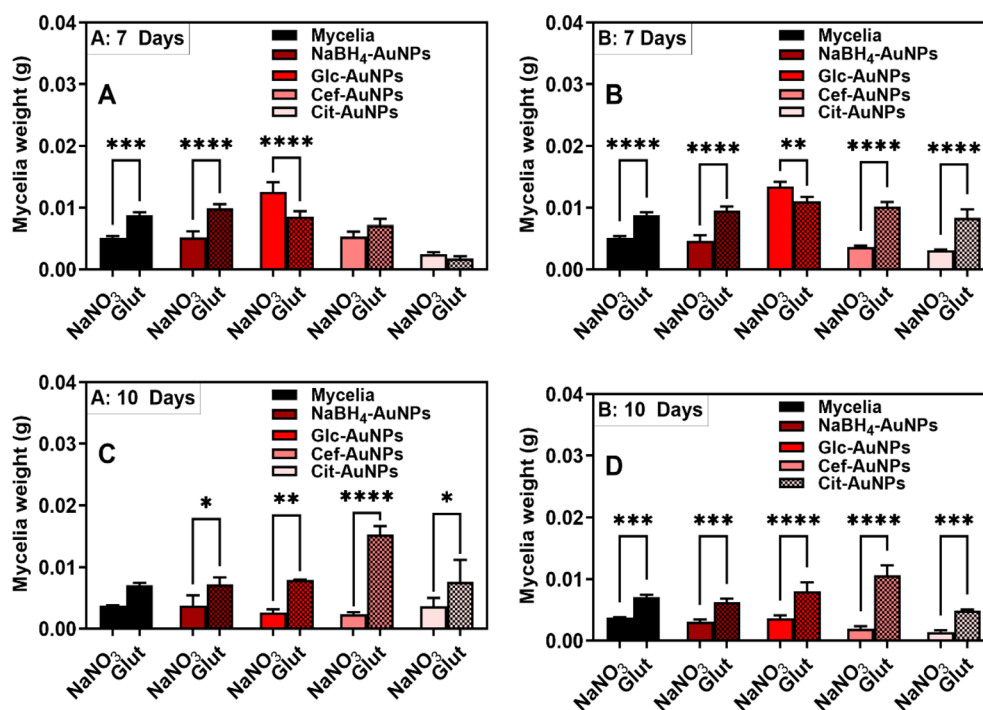 A: 7 Days
A
Mycelia
NaBH₄-AuNPs
Glc-AuNPs
Cef-AuNPs
Cit-AuNPs
Mycelia weight (g)
0.04
0.03
0.02
0.01
0.00
*** **** ****
NaNO₃ Glut NaNO₃ Glut NaNO₃ Glut NaNO₃ Glut NaNO₃ Glut
B: 7 Days
B
Mycelia
NaBH₄-AuNPs
Glc-AuNPs
Cef-AuNPs
Cit-AuNPs
Mycelia weight (g)
0.04
0.03
0.02
0.01
0.00
**** **** ** **** ****
NaNO₃ Glut NaNO₃ Glut NaNO₃ Glut NaNO₃ Glut NaNO₃ Glut
A: 10 Days
C
Mycelia
NaBH₄-AuNPs
Glc-AuNPs
Cef-AuNPs
Cit-AuNPs
Mycelia weight (g)
0.04
0.03
0.02
0.01
0.00
* ** **** *
NaNO₃ Glut NaNO₃ Glut NaNO₃ Glut NaNO₃ Glut NaNO₃ Glut
B: 10 Days
D
Mycelia
NaBH₄-AuNPs
Glc-AuNPs
Cef-AuNPs
Cit-AuNPs
Mycelia weight (g)
0.04
0.03
0.02
0.01
0.00
*** *** **** **** ***
NaNO₃ Glut NaNO₃ Glut NaNO₃ Glut NaNO₃ Glut NaNO₃ Glut